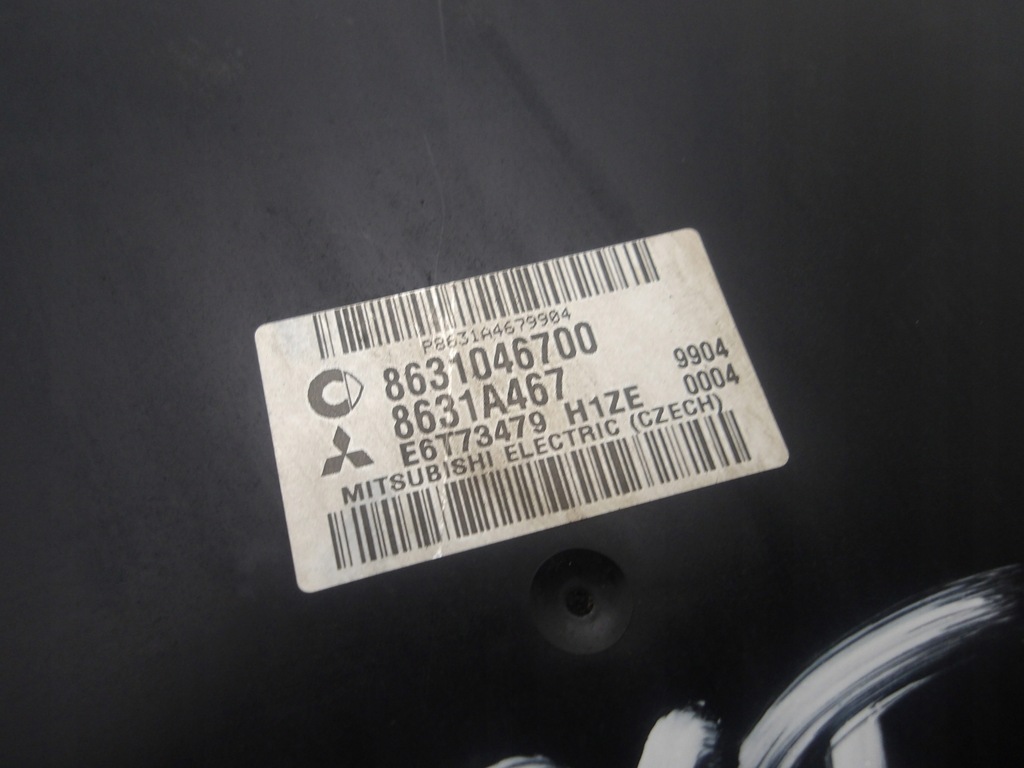 P8631A4679904
8631046700
8631A467 9904
E6T73479 H1ZE 0004
MITSUBISHI ELECTRIC (CZECH)